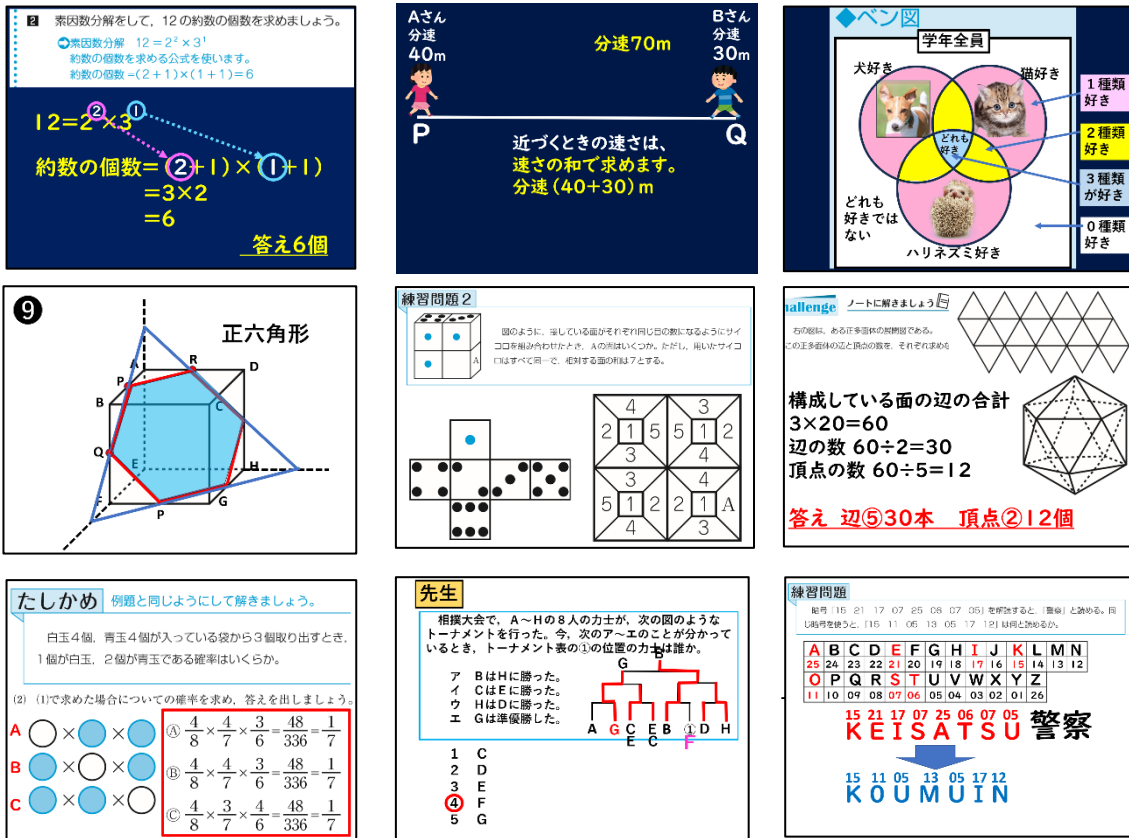 2 素因数分解をして，12の約数の個数を求めましょう。
➲素因数分解 12＝2²×3¹
約数の個数を求める公式を使います。
約数の個数＝(2＋1)×(1＋1)＝6
12＝2②×3①
約数の個数＝(②+1)×(①+1)
＝3×2
＝6
答え6個
Aさん
分速
40m
分速70m
Bさん
分速
30m
P
Q
近づくときの速さは、
速さの和で求めます。
分速(40+30)m
◆ベン図
学年全員
犬好き
猫好き
どれも
好き
どれも
好きでは
ない
ハリネズミ好き
1種類
好き
2種類
好き
3種類
が好き
0種類
好き
9
正六角形
A
R
D
P
B
C
Q
E
H
F
G
P
練習問題2
図のように，接している面がそれぞれ同じ目の数になるようにサイ
コロを組み合わせたとき，Aの面はいくつか。ただし，用いたサイコ
ロはすべて同一で，相対する面の和は7とする。
A
4 3
2 1 5 5 1 2
3 4
3 4
5 1 2 2 1 A
4 3
allenge ノートに解きましょう
右の図は，ある正多面体の展開図である。
この正多面体の辺と頂点の数を，それぞれ求め
構成している面の辺の合計
3×20=60
辺の数 60÷2=30
頂点の数 60÷5=12
答え 辺⑤30本 頂点②12個
たしかめ 例題と同じようにして解きましょう。
白玉4個，青玉4個が入っている袋から3個取り出すとき，
1個が白玉，2個が青玉である確率はいくらか。
(2) (1)で求めた場合についての確率を求め，答えを出しましょう。
A × ×
B × ×
C × ×
Ⓐ 4/8 × 4/7 × 3/6 = 48/336 = 1/7
Ⓑ 4/8 × 4/7 × 3/6 = 48/336 = 1/7
Ⓒ 4/8 × 3/7 × 4/6 = 48/336 = 1/7
先生
相撲大会で，A～Hの8人の力士が，次の図のような
トーナメントを行った。今，次のア～エのことが分かって
いるとき，トーナメント表の①の位置の力士は誰か。
ア BはHに勝った。
イ CはEに勝った。
ウ HはDに勝った。
エ Gは準優勝した。
B
G
A G C E B ① D H
E C F
1 C
2 D
3 E
4 F
5 G
練習問題
暗号「15 21 17 07 25 06 07 05」を解読すると，「警察」と読める。同
じ暗号を使うと，「15 11 05 13 05 17 12」は何と読めるか。
A B C D E F G H I J K L M N
25 24 23 22 21 20 19 18 17 16 15 14 13 12
O P Q R S T U V W X Y Z
11 10 09 08 07 06 05 04 03 02 01 26
15 21 17 07 25 06 07 05
KEISATSU 警察
15 11 05 13 05 17 12
KOUMUIN